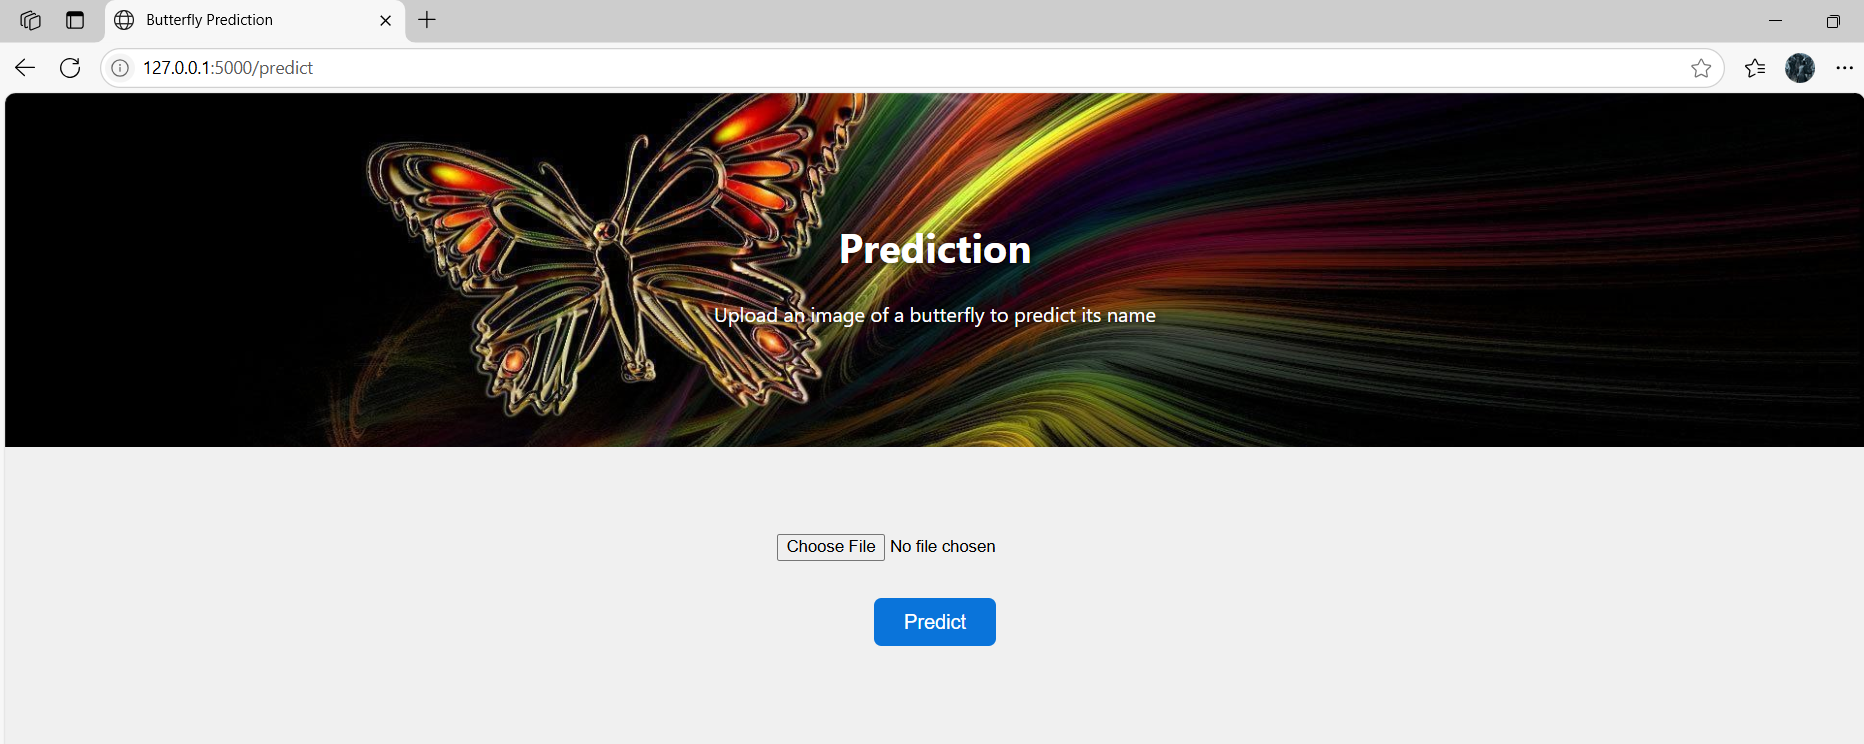 Butterfly Prediction
127.0.0.1:5000/predict
Prediction
Upload an image of a butterfly to predict its name
Choose File No file chosen
Predict